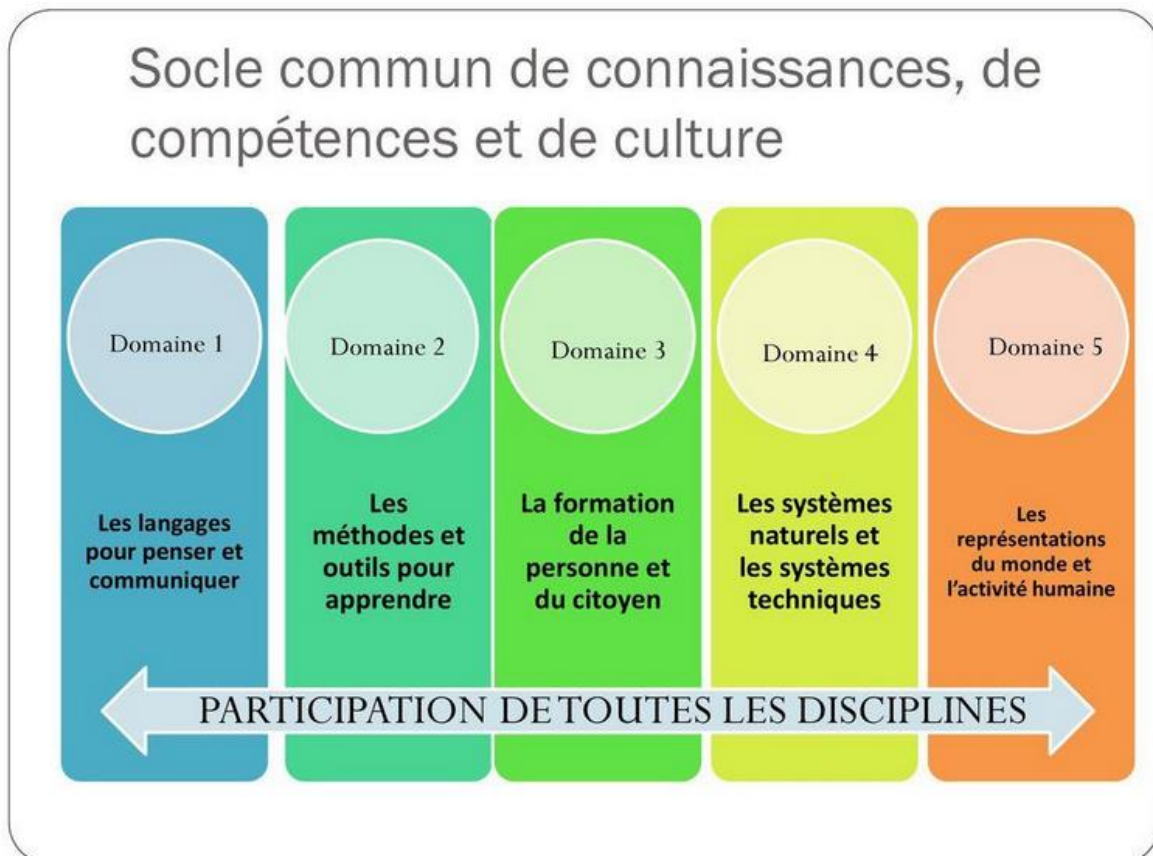 Socle commun de connaissances, de
compétences et de culture
Domaine 1
Les langages
pour penser et
communiquer
Domaine 2
Les
méthodes et
outils pour
apprendre
Domaine 3
La formation
de la
personne et
du citoyen
Domaine 4
Les systèmes
naturels et
les systèmes
techniques
Domaine 5
Les
représentations
du monde et
l'activité humaine
PARTICIPATION DE TOUTES LES DISCIPLINES